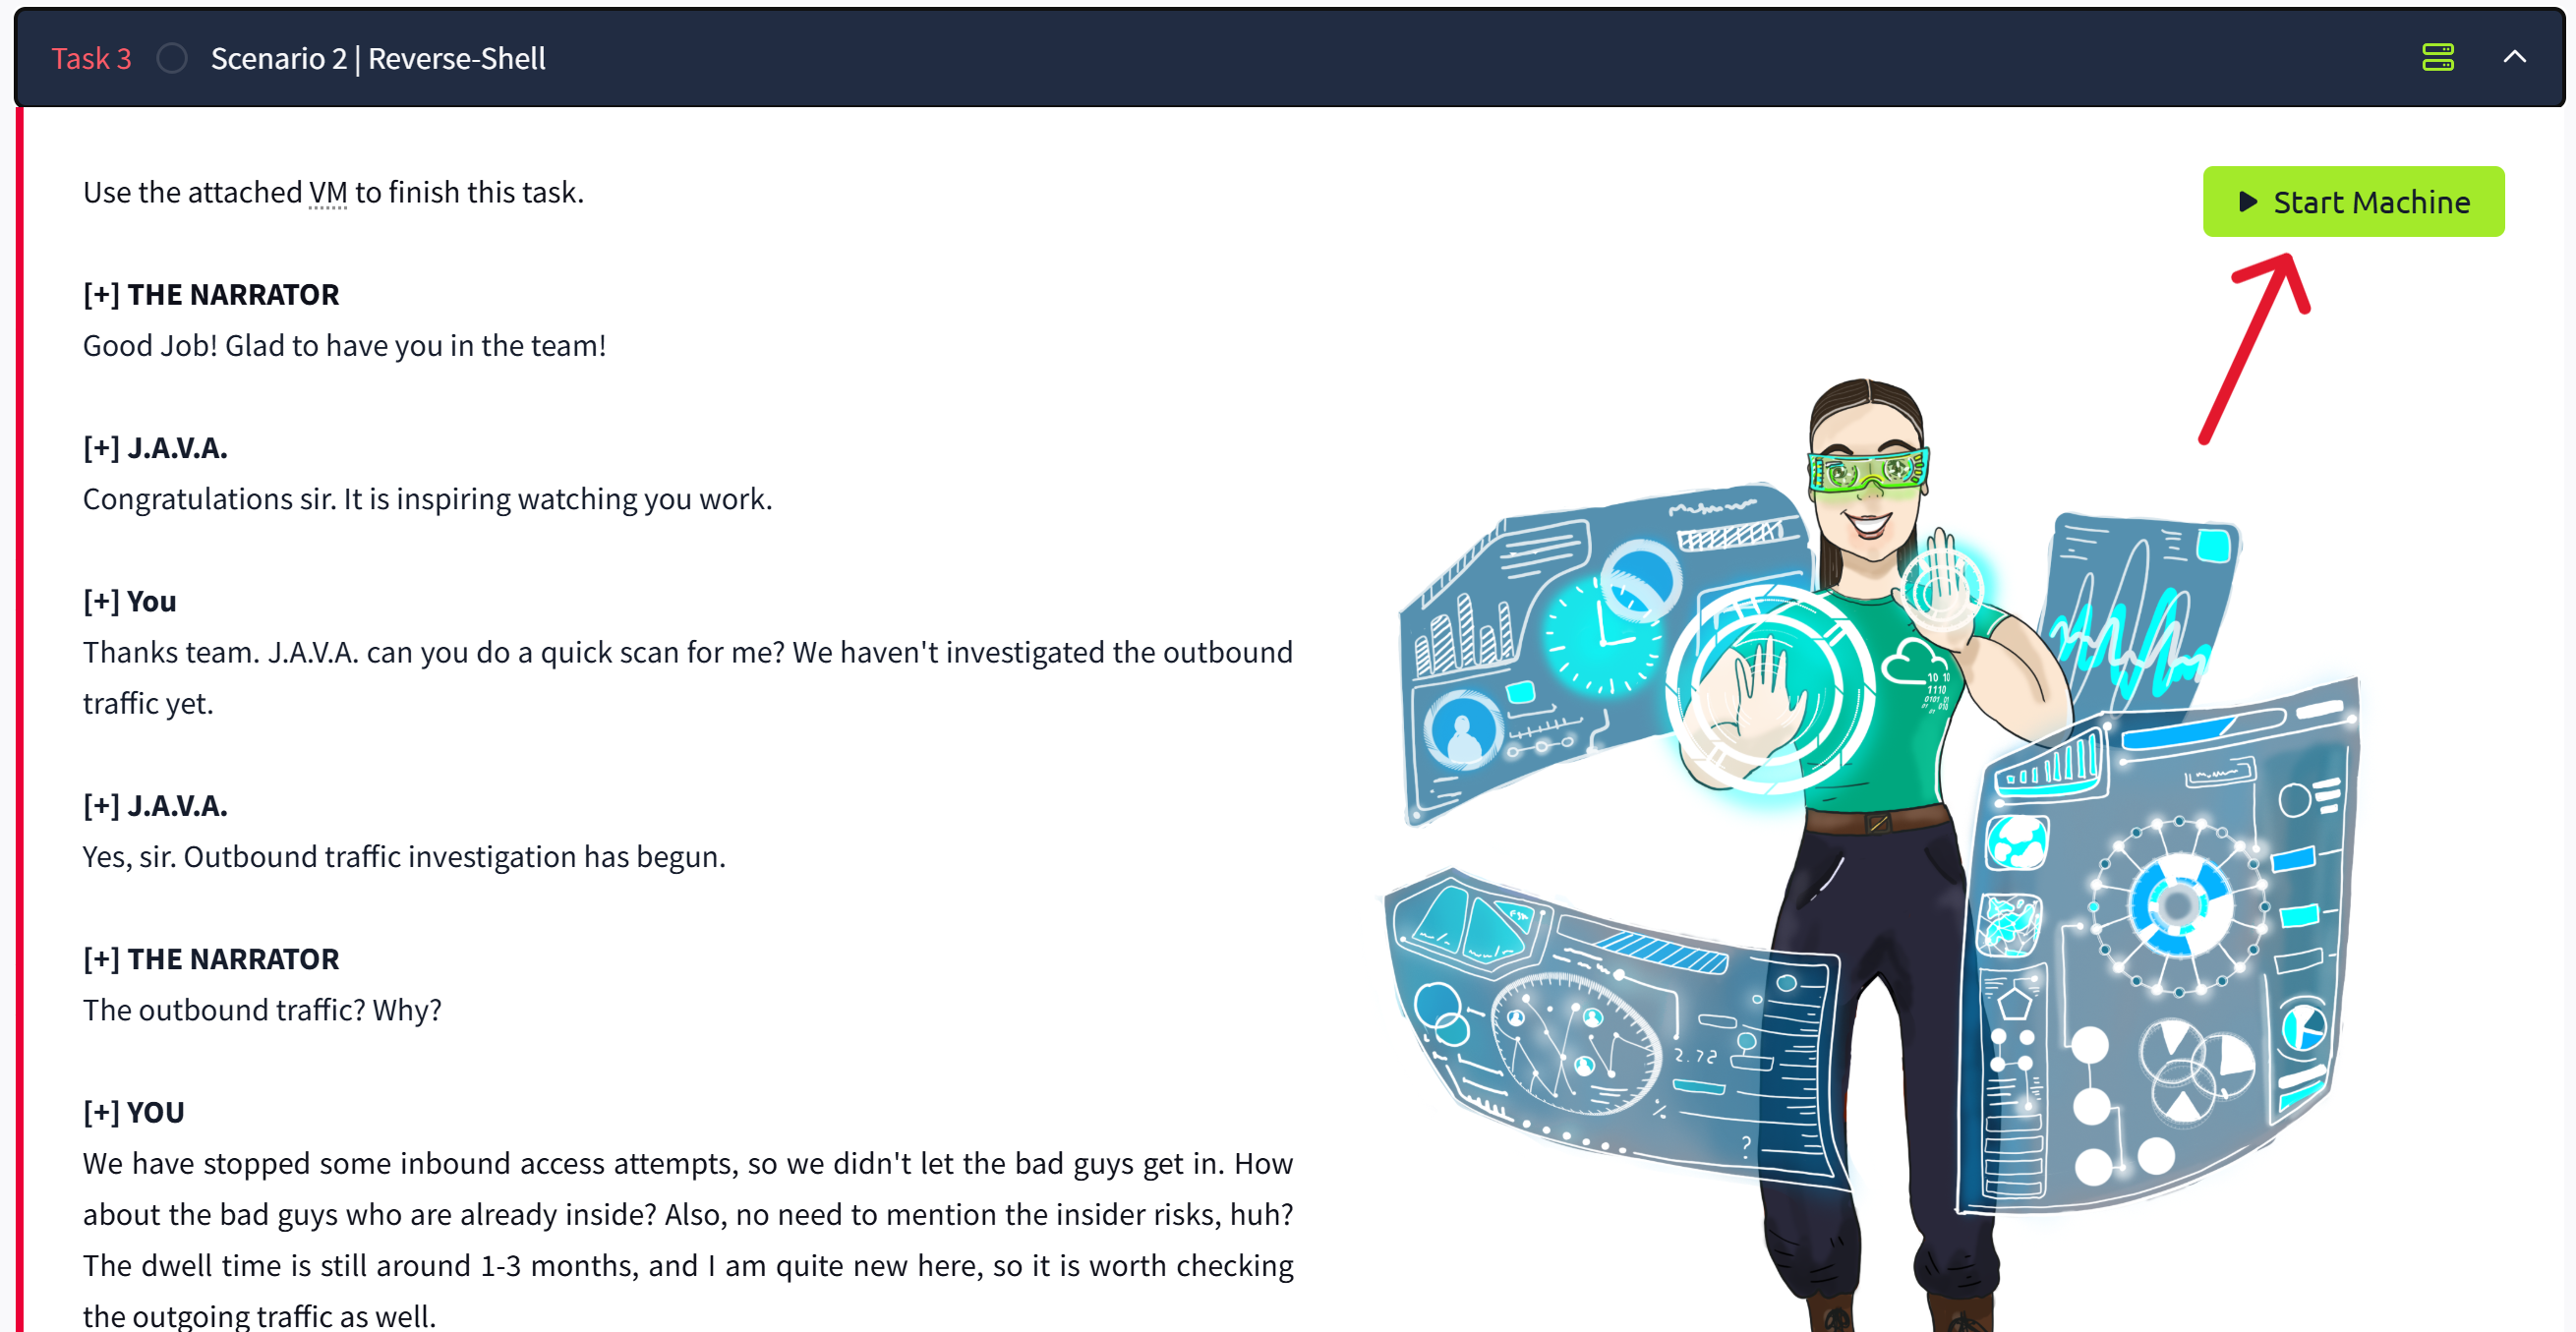 Task 3 Scenario 2 | Reverse-Shell
Use the attached VM to finish this task.
Start Machine
[+] THE NARRATOR
Good Job! Glad to have you in the team!
[+] J.A.V.A.
Congratulations sir. It is inspiring watching you work.
[+] You
Thanks team. J.A.V.A. can you do a quick scan for me? We haven't investigated the outbound
traffic yet.
[+] J.A.V.A.
Yes, sir. Outbound traffic investigation has begun.
[+] THE NARRATOR
The outbound traffic? Why?
[+] YOU
We have stopped some inbound access attempts, so we didn't let the bad guys get in. How
about the bad guys who are already inside? Also, no need to mention the insider risks, huh?
The dwell time is still around 1-3 months, and I am quite new here, so it is worth checking
the outgoing traffic as well.
10 10
1110
2.72
?